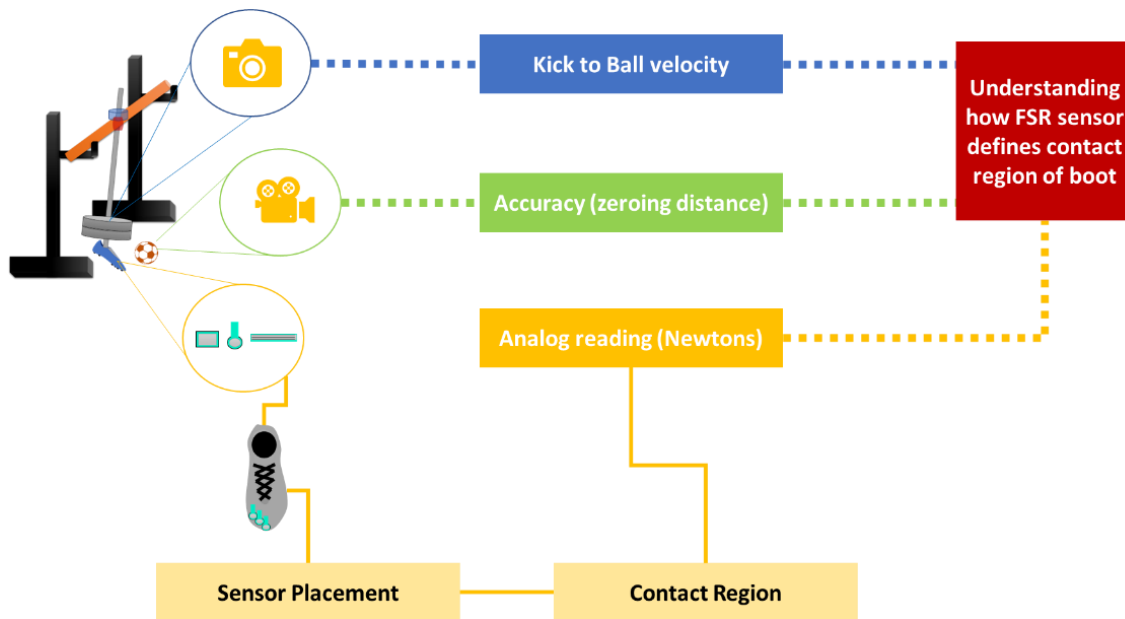 Kick to Ball velocity
Understanding
how FSR sensor
defines contact
region of boot
Accuracy (zeroing distance)
Analog reading (Newtons)
Sensor Placement
Contact Region